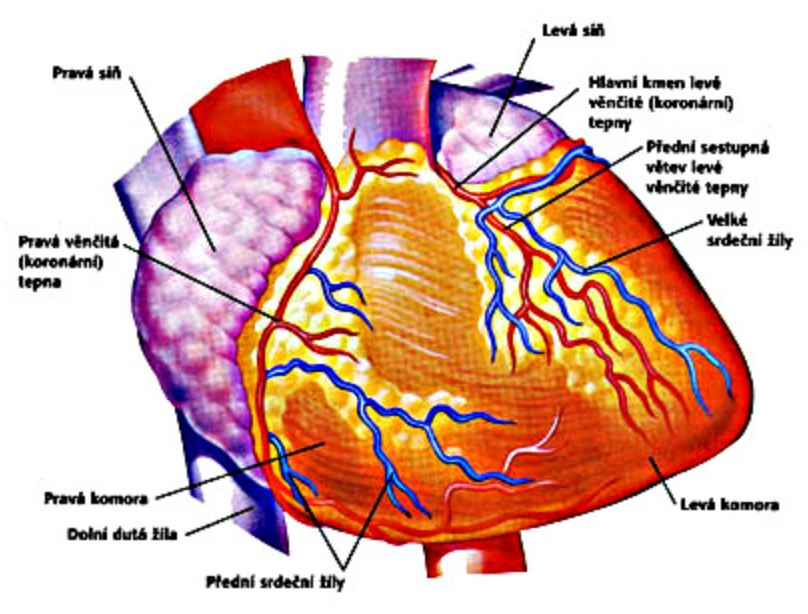 Levá síň
Pravá síň
Hlavní kmen levé
věnčité (koronární)
tepny
Přední sestupná
větev levé
věnčité tepny
Velké
srdeční žíly
Pravá věnčitá
(koronární)
tepna
Pravá komora
Levá komora
Dolní dutá žíla
Přední srdeční žíly